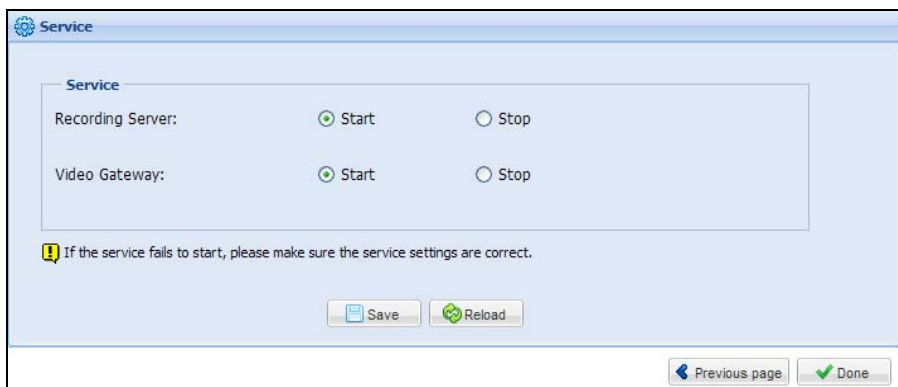 Service
Service
Recording Server: Start Stop
Video Gateway: Start Stop
If the service fails to start, please make sure the service settings are correct.
Save Reload
Previous page Done